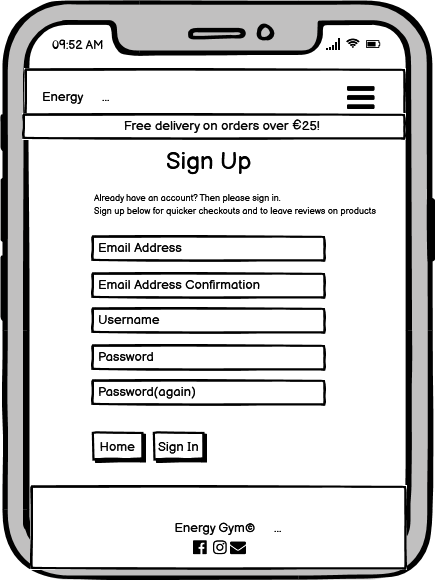 09:52 AM
Energy ...
Free delivery on orders over €25!
Sign Up
Already have an account? Then please sign in.
Sign up below for quicker checkouts and to leave reviews on products
Email Address
Email Address Confirmation
Username
Password
Password(again)
Home
Sign In
Energy Gym© ...